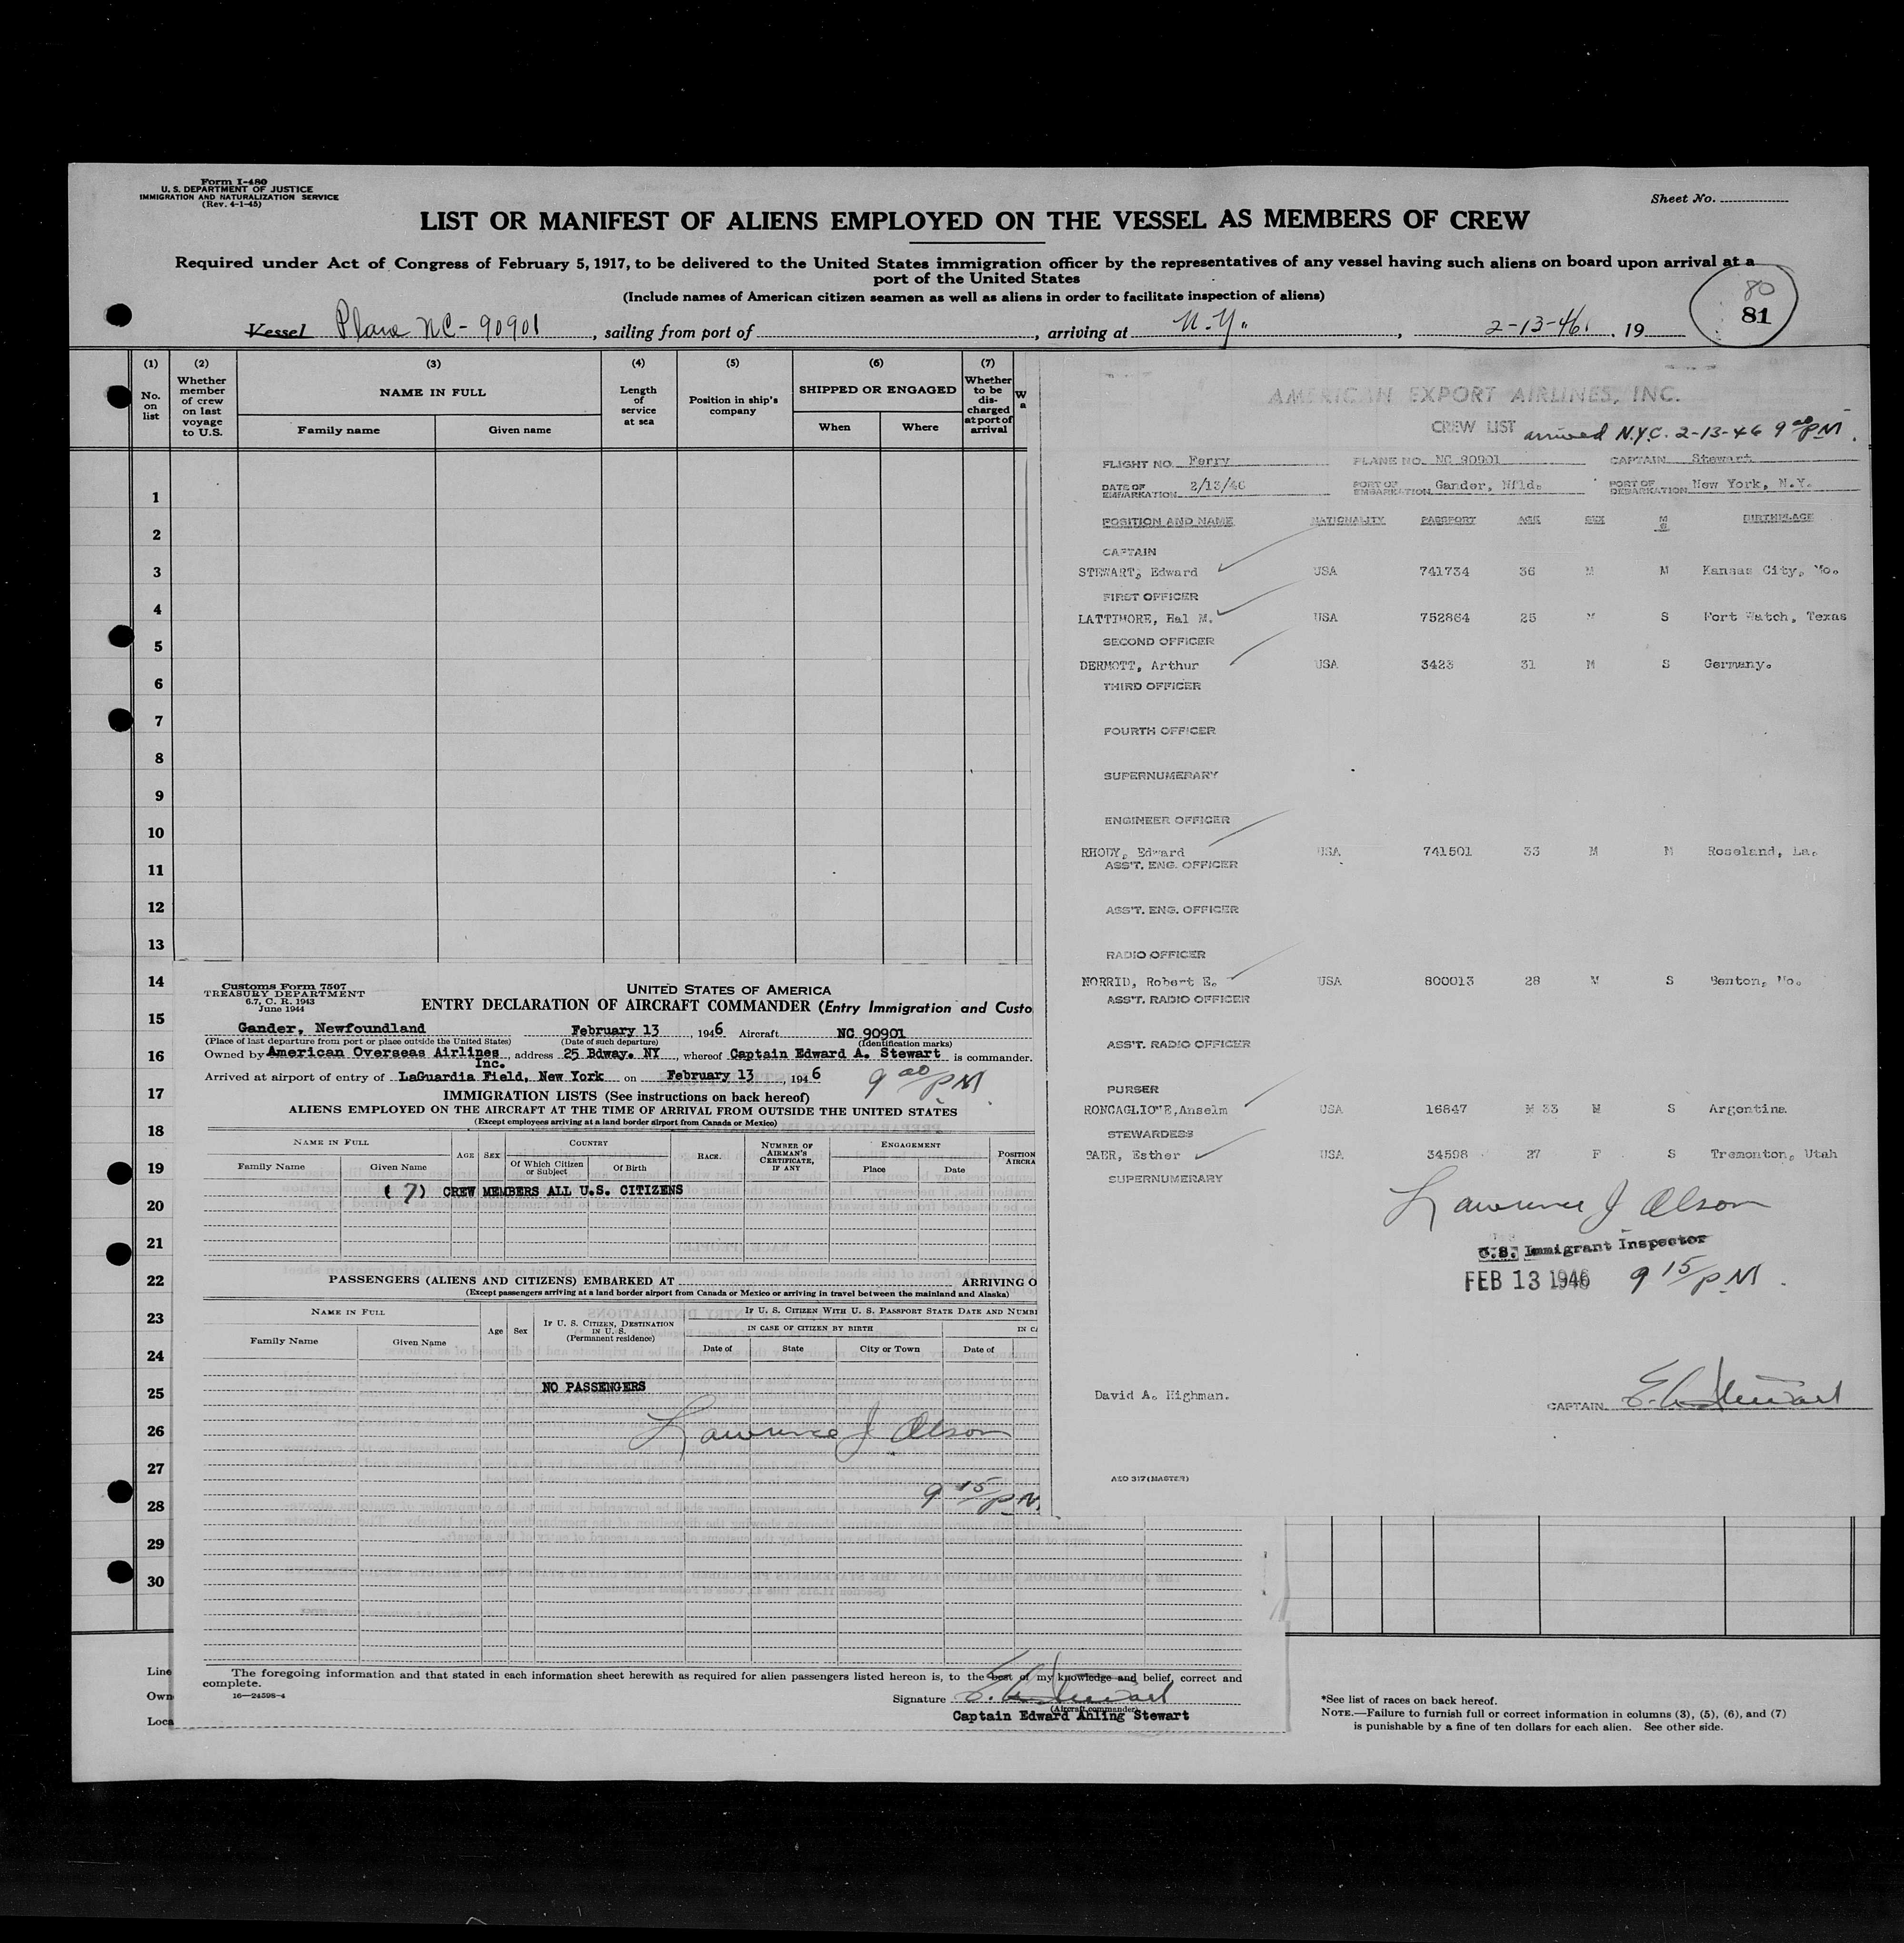 Form I-480
U. S. DEPARTMENT OF JUSTICE
IMMIGRATION AND NATURALIZATION SERVICE
(Rev. 4-1-45)
Sheet No.
LIST OR MANIFEST OF ALIENS EMPLOYED ON THE VESSEL AS MEMBERS OF CREW
Required under Act of Congress of February 5, 1917, to be delivered to the United States immigration officer by the representatives of any vessel having such aliens on board upon arrival at a
port of the United States
(Include names of American citizen seamen as well as aliens in order to facilitate inspection of aliens)
80
81
Vessel Plane NC-90901, sailing from port of , arriving at N.Y., 2-13-46, 19
(1) (2) (3) (4) (5) (6) (7)
No. on list
Whether member of crew on last voyage to U.S.
NAME IN FULL
Family name Given name
Length of service at sea
Position in ship's company
SHIPPED OR ENGAGED
When Where
Whether to be discharged at port of arrival
W
a
1
2
3
4
5
6
7
8
9
10
11
12
13
14
15
16
17
18
19
20
21
22
23
24
25
26
27
28
29
30
Line
Own
Loca
AMERICAN EXPORT AIRLINES, INC.
CREW LIST arrived N.Y.C. 2-13-46 9 00 PM.
FLIGHT NO. Ferry PLANE NO. NC 90901 CAPTAIN Stewart
DATE OF EMBARKATION 2/13/46 PORT OF EMBARKATION Gander, Nfld. PORT OF DEBARKATION New York, N.Y.
POSITION AND NAME NATIONALITY PASSPORT AGE SEX M S BIRTHPLACE
CAPTAIN
STEWART, Edward USA 741734 36 M M Kansas City, Mo.
FIRST OFFICER
LATTIMORE, Hal M. USA 752864 25 M S Fort Watch, Texas
SECOND OFFICER
DERMOTT, Arthur USA 3423 31 M S Germany.
THIRD OFFICER
FOURTH OFFICER
SUPERNUMERARY
ENGINEER OFFICER
RHODY, Edward USA 741501 33 M M Roseland, La.
ASS'T. ENG. OFFICER
ASS'T. ENG. OFFICER
RADIO OFFICER
NORRID, Robert E. USA 800013 28 M S Benton, Mo.
ASS'T. RADIO OFFICER
ASS'T. RADIO OFFICER
PURSER
RONCAGLIONE, Anselm USA 16847 M 33 M S Argentina
STEWARDESS
BAER, Esther USA 34598 27 F S Tremonton, Utah
SUPERNUMERARY
Lawrence J Olson
U.S. Immigrant Inspector
FEB 13 1946 9 15 PM.
David A. Highman.
CAPTAIN E. A. Stewart
AEO 317 (MASTER)
Customs Form 7507
TREASURY DEPARTMENT
6.7, C. R. 1943
June 1944
UNITED STATES OF AMERICA
ENTRY DECLARATION OF AIRCRAFT COMMANDER (Entry Immigration and Custo
Gander, Newfoundland February 13, 1946 Aircraft NC 90901
(Place of last departure from port or place outside the United States) (Date of such departure) (Identification marks)
Owned by American Overseas Airlines Inc., address 25 Bdway. NY, whereof Captain Edward A. Stewart is commander.
Arrived at airport of entry of LaGuardia Field, New York on February 13, 1946 9 00 PM.
IMMIGRATION LISTS (See instructions on back hereof)
ALIENS EMPLOYED ON THE AIRCRAFT AT THE TIME OF ARRIVAL FROM OUTSIDE THE UNITED STATES
(Except employees arriving at a land border airport from Canada or Mexico)
NAME IN FULL AGE SEX COUNTRY RACE. NUMBER OF AIRMAN'S CERTIFICATE, IF ANY ENGAGEMENT POSITION AIRCRA
Family Name Given Name Of Which Citizen or Subject Of Birth Place Date
(7) CREW MEMBERS ALL U.S. CITIZENS
PASSENGERS (ALIENS AND CITIZENS) EMBARKED AT ARRIVING O
(Except passengers arriving at a land border airport from Canada or Mexico or arriving in travel between the mainland and Alaska)
NAME IN FULL Age Sex IF U. S. CITIZEN, DESTINATION IN U. S. (Permanent residence) IF U. S. CITIZEN WITH U. S. PASSPORT STATE DATE AND NUMBE
IN CASE OF CITIZEN BY BIRTH IN CA
Family Name Given Name Date of State City or Town Date of
NO PASSENGERS
Lawrence J Olson
9 15 PM
The foregoing information and that stated in each information sheet herewith as required for alien passengers listed hereon is, to the best of my knowledge and belief, correct and
complete.
16-24598-4
Signature E. A. Stewart
(Aircraft commander)
Captain Edward Ahling Stewart
*See list of races on back hereof.
NOTE.—Failure to furnish full or correct information in columns (3), (5), (6), and (7)
is punishable by a fine of ten dollars for each alien. See other side.